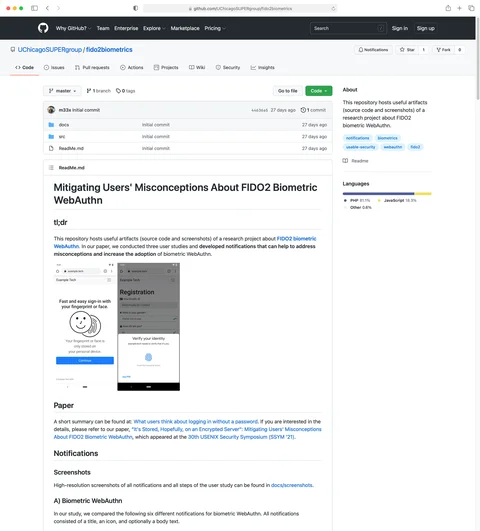 github.com/UChicagoSUPERgroup/fido2biometrics
Why GitHub? Team Enterprise Explore Marketplace Pricing Search / Sign in Sign up
UChicagoSUPERgroup / fido2biometrics Notifications Star 1 Fork 0
Code Issues Pull requests Actions Projects Wiki Security Insights
master 1 branch 0 tags Go to file Code
m33x Initial commit 27 days ago 1 commit
docs Initial commit 27 days ago
src Initial commit 27 days ago
ReadMe.md Initial commit 27 days ago
ReadMe.md
Mitigating Users' Misconceptions About FIDO2 Biometric
WebAuthn
tl;dr
This repository hosts useful artifacts (source code and screenshots) of a research project about FIDO2 biometric
WebAuthn. In our paper, we conducted three user studies and developed notifications that can help to address
misconceptions and increase the adoption of biometric WebAuthn.
Example Tech
Fast and easy sign-in with
your fingerprint or face.
Your fingerprint or face
is only stored on
your personal device.
Continue
Example Tech
Registration
Verify your identity
Paper
A short summary can be found at: What users think about logging in without a password. If you are interested in the
details, please refer to our paper, "It's Stored, Hopefully, on an Encrypted Server": Mitigating Users' Misconceptions
About FIDO2 Biometric WebAuthn, which appeared at the 30th USENIX Security Symposium (SSYM '21).
Notifications
Screenshots
High-resolution screenshots of all notifications and all steps of the user study can be found in docs/screenshots.
A) Biometric WebAuthn
In our study, we compared the following six different notifications for biometric WebAuthn. All notifications
consisted of a title, an icon, and optionally a body text.
About
This repository hosts useful artifacts
(source code and screenshots) of a
research project about FIDO2
biometric WebAuthn.
notifications biometrics
usable-security webauthn fido2
Readme
Languages
PHP 81.1% JavaScript 18.5%
Other 0.6%